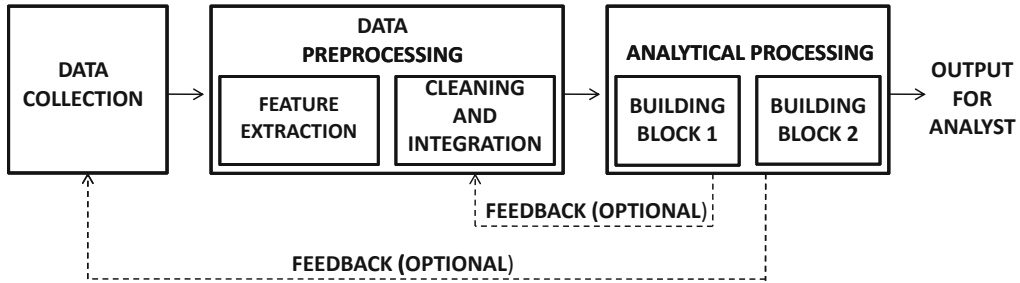 DATA
COLLECTION
DATA
PREPROCESSING
FEATURE
EXTRACTION
CLEANING
AND
INTEGRATION
ANALYTICAL PROCESSING
BUILDING
BLOCK 1
BUILDING
BLOCK 2
OUTPUT
FOR
ANALYST
FEEDBACK (OPTIONAL)
FEEDBACK (OPTIONAL)